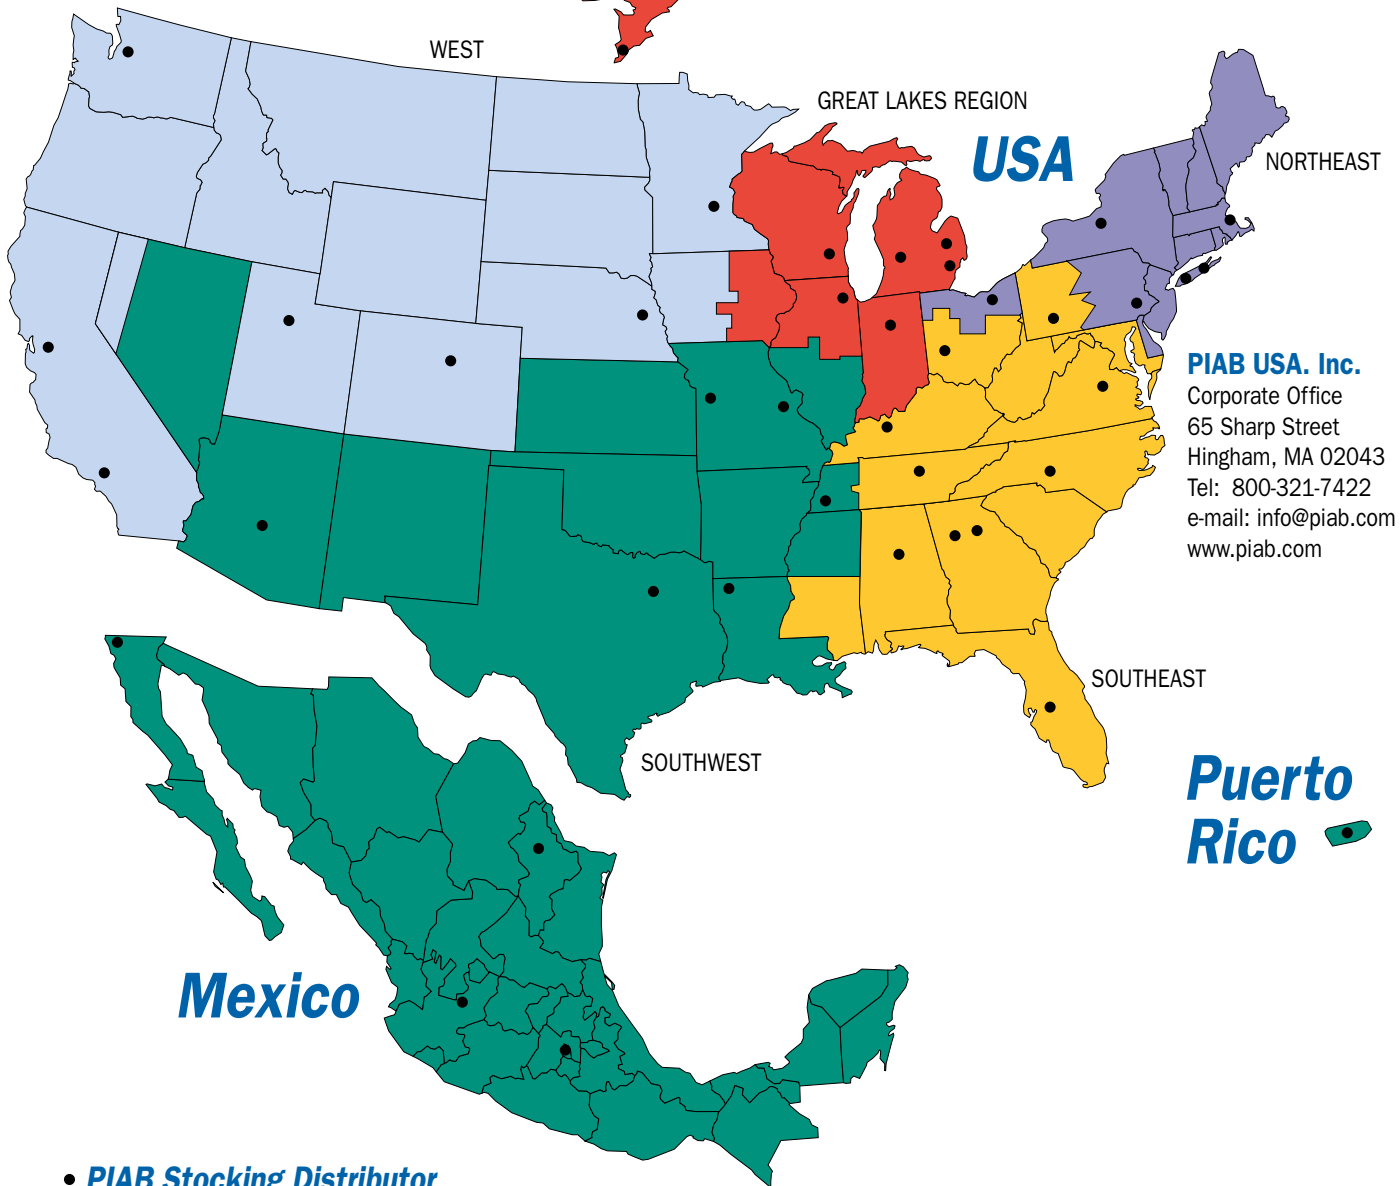 WEST
GREAT LAKES REGION
USA
NORTHEAST
PIAB USA. Inc.
Corporate Office
65 Sharp Street
Hingham, MA 02043
Tel: 800-321-7422
e-mail: info@piab.com
www.piab.com
SOUTHEAST
SOUTHWEST
Puerto
Rico
Mexico
• PIAB Stocking Distributor